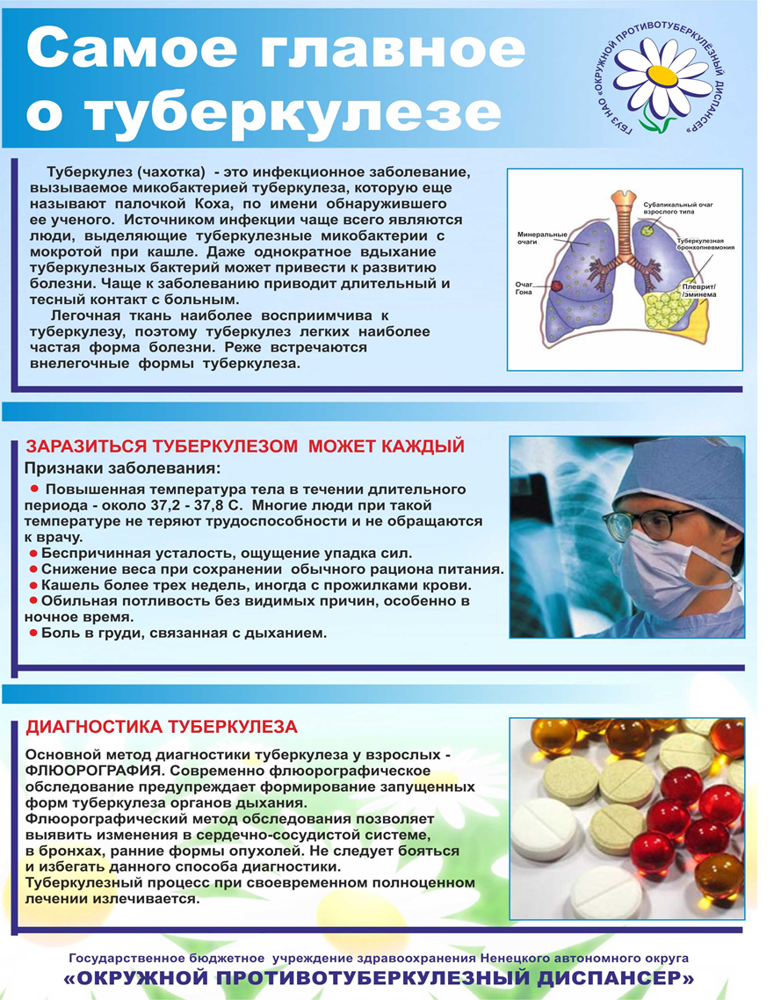 Самое главное
о туберкулезе
ГБУЗ НАО «ОКРУЖНОЙ ПРОТИВОТУБЕРКУЛЁЗНЫЙ ДИСПАНСЕР»
Туберкулез (чахотка) - это инфекционное заболевание,
вызываемое микобактерией туберкулеза, которую еще
называют палочкой Коха, по имени обнаружившего
ее ученого. Источником инфекции чаще всего являются
люди, выделяющие туберкулезные микобактерии с
мокротой при кашле. Даже однократное вдыхание
туберкулезных бактерий может привести к развитию
болезни. Чаще к заболеванию приводит длительный и
тесный контакт с больным.
Легочная ткань наиболее восприимчива к
туберкулезу, поэтому туберкулез легких наиболее
частая форма болезни. Реже встречаются
внелегочные формы туберкулеза.
Субапикальный очаг
взрослого типа
Минеральные
очаги
Туберкулезная
бронхопневмония
Очаг
Гона
Плеврит/
/эминема
ЗАРАЗИТЬСЯ ТУБЕРКУЛЕЗОМ МОЖЕТ КАЖДЫЙ
Признаки заболевания:
• Повышенная температура тела в течении длительного
периода - около 37,2 - 37,8 С. Многие люди при такой
температуре не теряют трудоспособности и не обращаются
к врачу.
• Беспричинная усталость, ощущение упадка сил.
• Снижение веса при сохранении обычного рациона питания.
• Кашель более трех недель, иногда с прожилками крови.
• Обильная потливость без видимых причин, особенно в
ночное время.
• Боль в груди, связанная с дыханием.
ДИАГНОСТИКА ТУБЕРКУЛЕЗА
Основной метод диагностики туберкулеза у взрослых -
ФЛЮОРОГРАФИЯ. Современно флюорографическое
обследование предупреждает формирование запущенных
форм туберкулеза органов дыхания.
Флюорографический метод обследования позволяет
выявить изменения в сердечно-сосудистой системе,
в бронхах, ранние формы опухолей. Не следует бояться
и избегать данного способа диагностики.
Туберкулезный процесс при своевременном полноценном
лечении излечивается.
Государственное бюджетное учреждение здравоохранения Ненецкого автономного округа
«ОКРУЖНОЙ ПРОТИВОТУБЕРКУЛЕЗНЫЙ ДИСПАНСЕР»